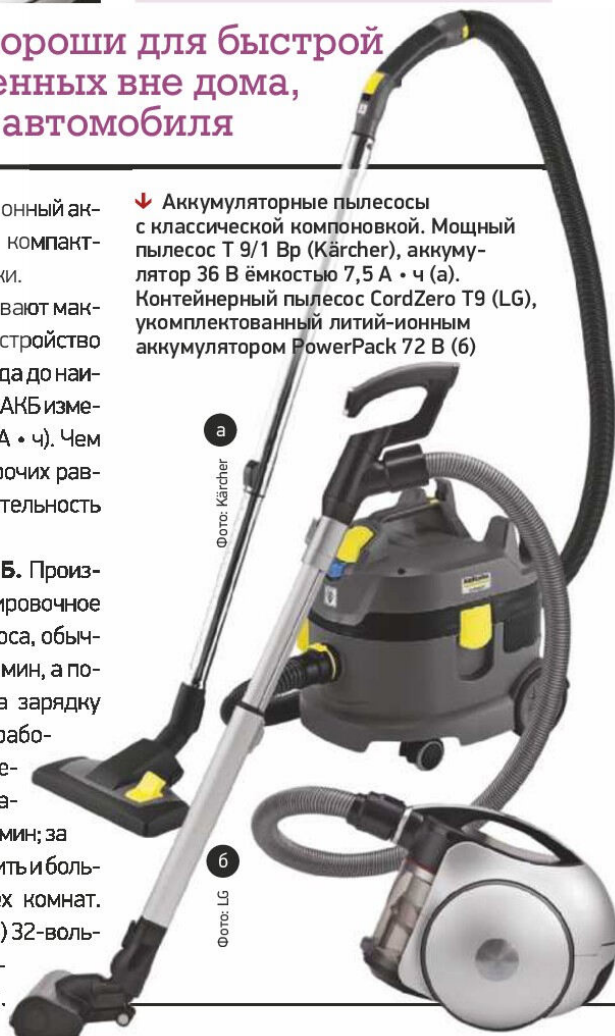 ороши для быстрой
енных вне дома,
автомобиля
онный ак-
компакт-
ки.
вают мак-
стройство
да до наи-
АКБ изме-
А • ч). Чем
рочих рав-
тельность
Б. Произ-
ировочное
оса, обыч-
мин, а по-
а зарядку
рабо-
е-
а-
мин; за
ить и боль-
ех комнат.
) 32-воль-
-
.
↓ Аккумуляторные пылесосы
с классической компоновкой. Мощный
пылесос T 9/1 Bp (Kärcher), аккуму-
лятор 36 В ёмкостью 7,5 А • ч (а).
Контейнерный пылесос CordZero T9 (LG),
укомплектованный литий-ионным
аккумулятором PowerPack 72 В (б)
а
Фото: Kärcher
б
Фото: LG